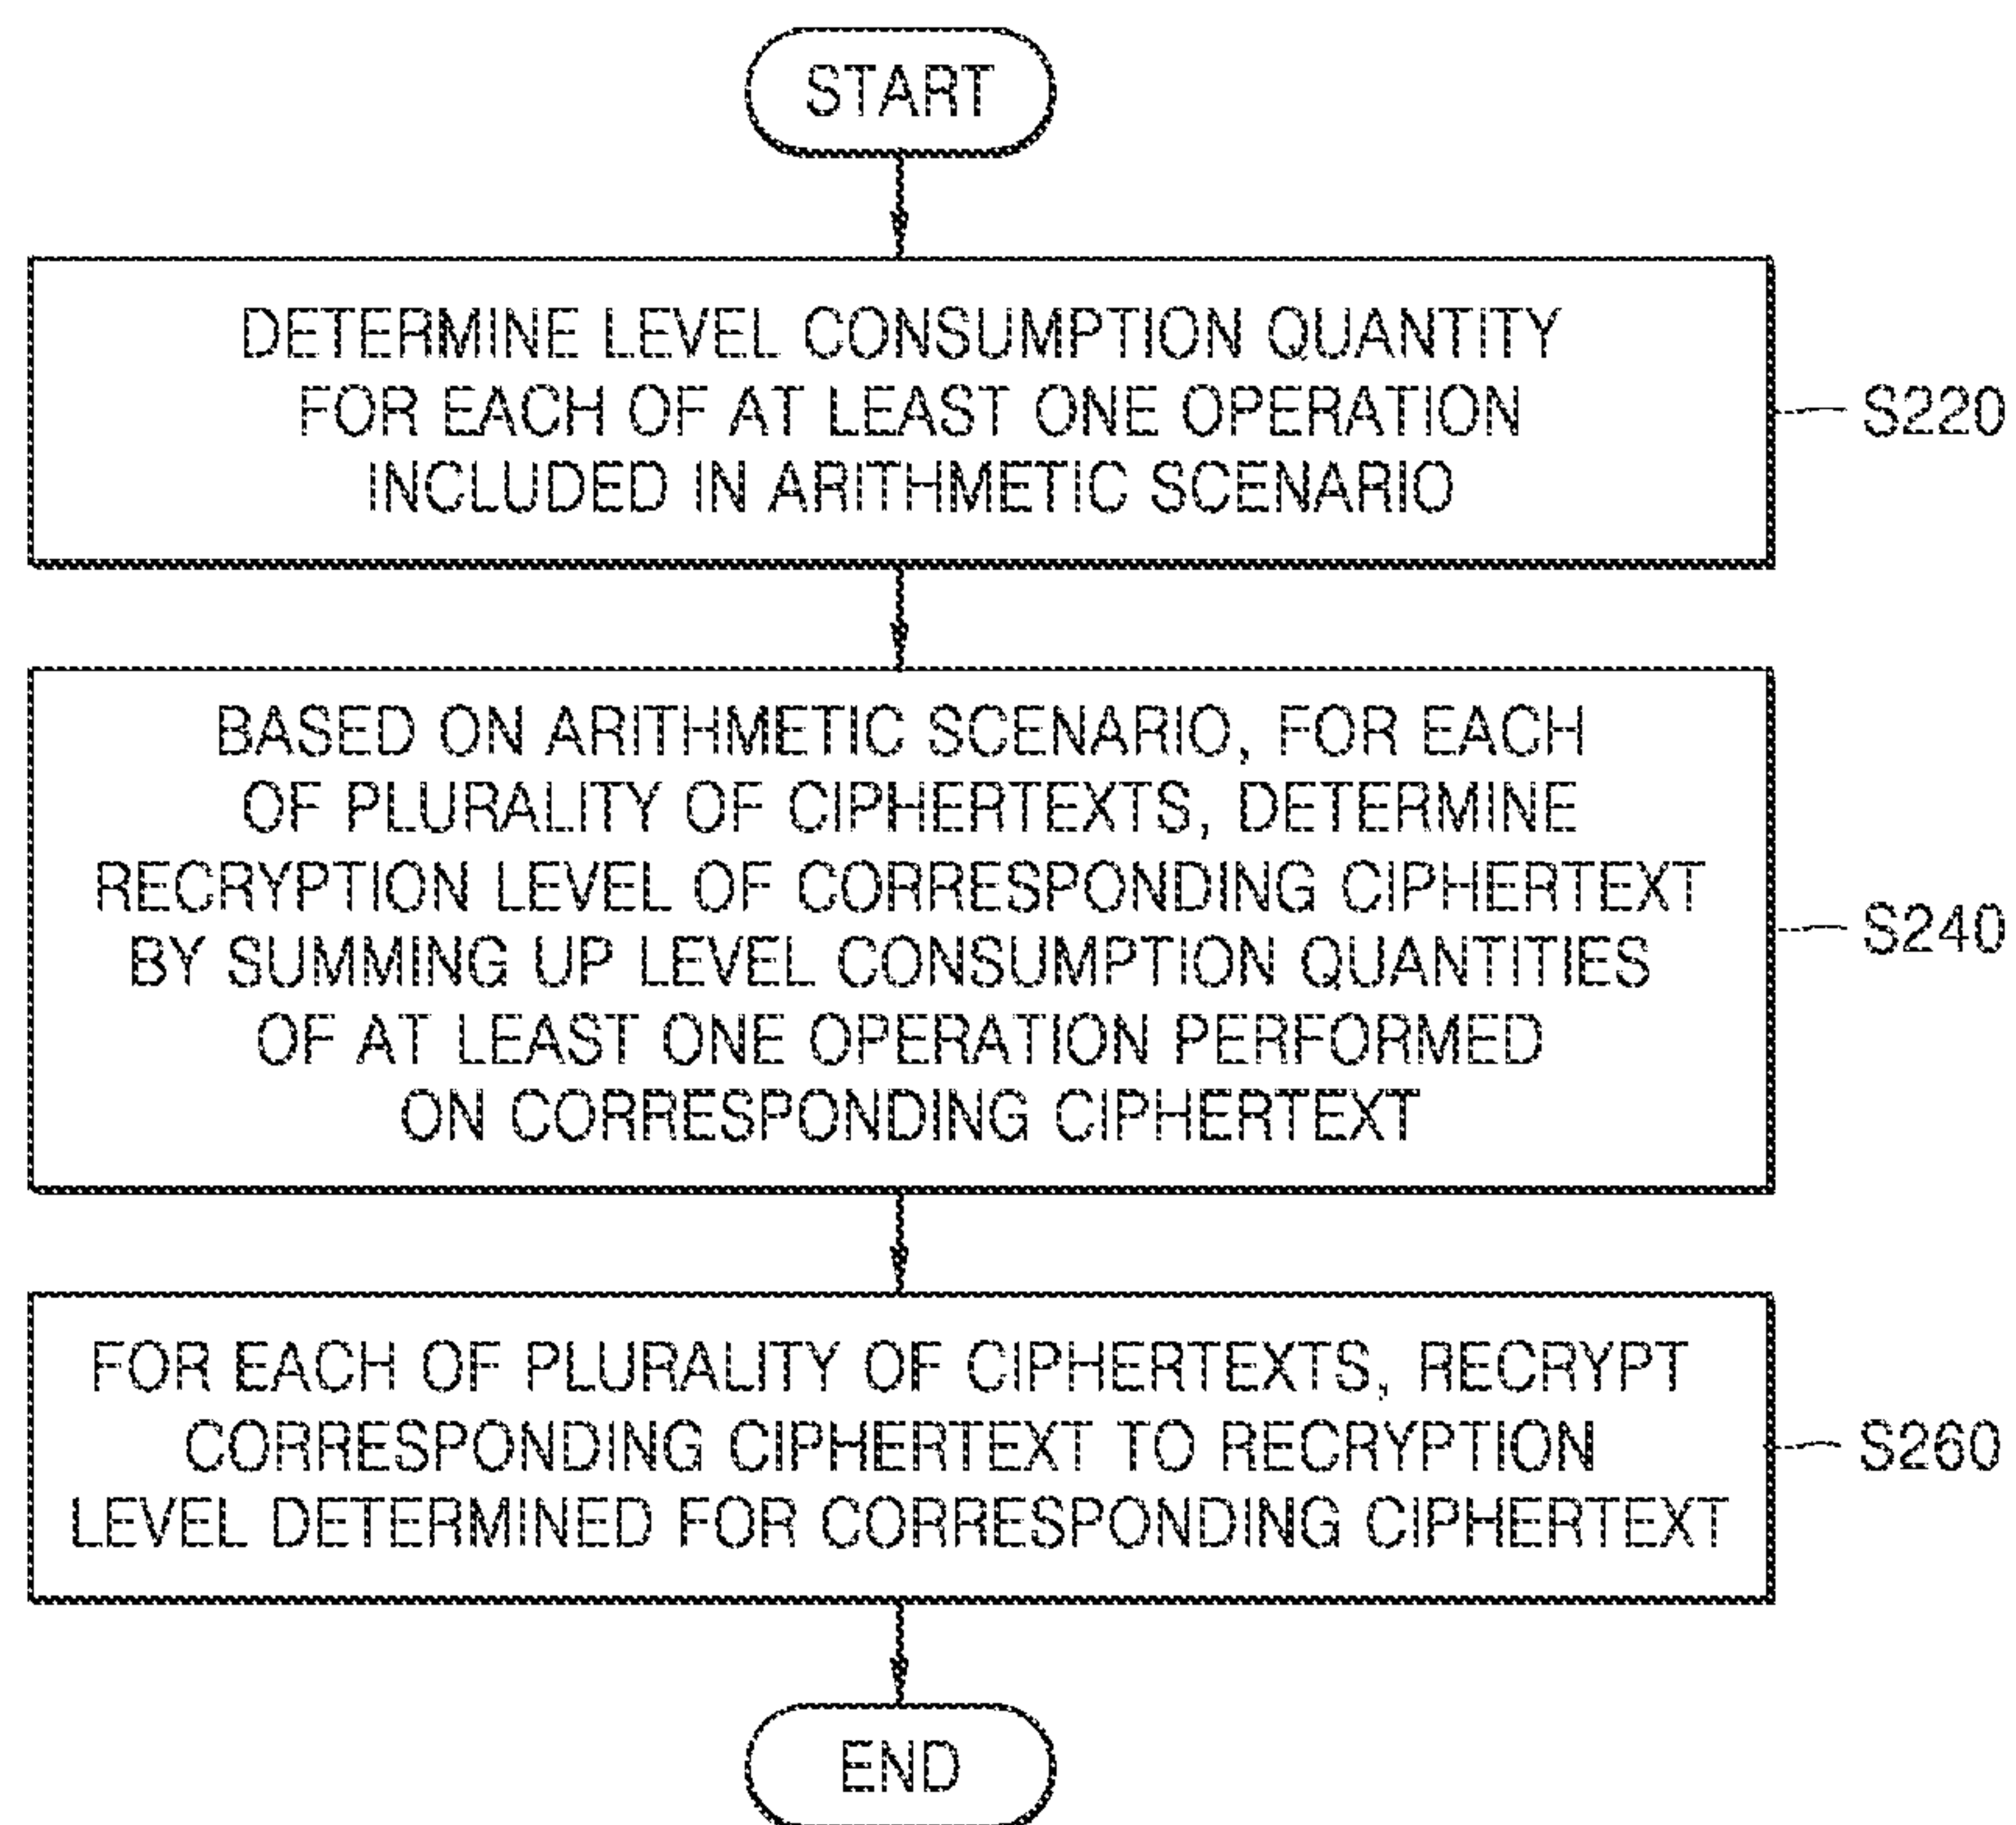 START
DETERMINE LEVEL CONSUMPTION QUANTITY
FOR EACH OF AT LEAST ONE OPERATION
INCLUDED IN ARITHMETIC SCENARIO
S220
BASED ON ARITHMETIC SCENARIO, FOR EACH
OF PLURALITY OF CIPHERTEXTS, DETERMINE
RECRYPTION LEVEL OF CORRESPONDING CIPHERTEXT
BY SUMMING UP LEVEL CONSUMPTION QUANTITIES
OF AT LEAST ONE OPERATION PERFORMED
ON CORRESPONDING CIPHERTEXT
S240
FOR EACH OF PLURALITY OF CIPHERTEXTS, RECRYPT
CORRESPONDING CIPHERTEXT TO RECRYPTION
LEVEL DETERMINED FOR CORRESPONDING CIPHERTEXT
S260
END